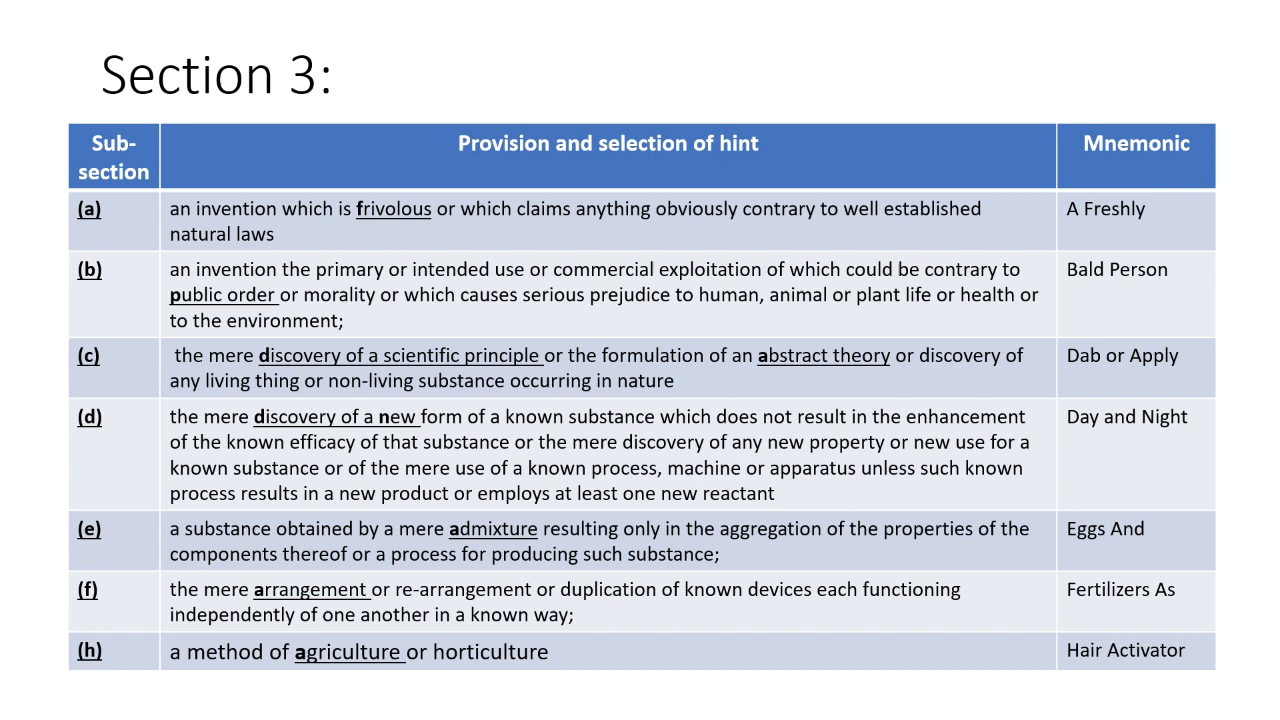 Section 3:
Sub-
section
Provision and selection of hint
Mnemonic
(a)
an invention which is frivolous or which claims anything obviously contrary to well established
natural laws
A Freshly
(b)
an invention the primary or intended use or commercial exploitation of which could be contrary to
public order or morality or which causes serious prejudice to human, animal or plant life or health or
to the environment;
Bald Person
(c)
the mere discovery of a scientific principle or the formulation of an abstract theory or discovery of
any living thing or non-living substance occurring in nature
Dab or Apply
(d)
the mere discovery of a new form of a known substance which does not result in the enhancement
of the known efficacy of that substance or the mere discovery of any new property or new use for a
known substance or of the mere use of a known process, machine or apparatus unless such known
process results in a new product or employs at least one new reactant
Day and Night
(e)
a substance obtained by a mere admixture resulting only in the aggregation of the properties of the
components thereof or a process for producing such substance;
Eggs And
(f)
the mere arrangement or re-arrangement or duplication of known devices each functioning
independently of one another in a known way;
Fertilizers As
(h)
a method of agriculture or horticulture
Hair Activator